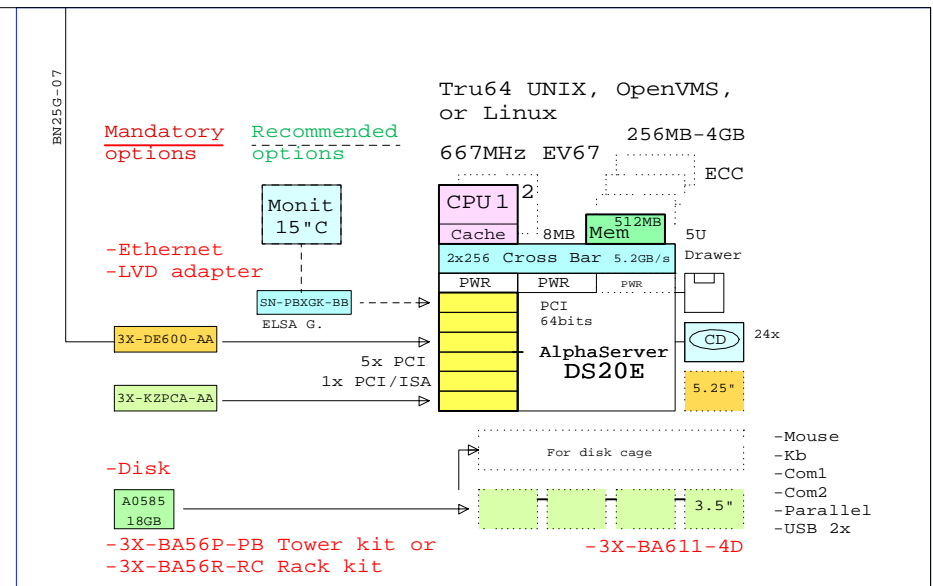 BN25G-07
Tru64 UNIX, OpenVMS,
or Linux
Mandatory
options
Recommended
options
256MB-4GB
667MHz EV67
ECC
Monit
15"C
CPU 1
2
Cache
8MB
512MB
Mem
5U
Drawer
-Ethernet
-LVD adapter
2x256 Cross Bar 5.2GB/s
PWR
PWR
PWR
SN-PBXGK-BB
ELSA G.
PCI
64bits
3X-DE600-AA
CD
24x
AlphaServer
DS20E
5x PCI
1x PCI/ISA
3X-KZPCA-AA
5.25"
-Disk
For disk cage
-Mouse
-Kb
-Com1
-Com2
-Parallel
-USB 2x
A0585
18GB
3.5"
-3X-BA56P-PB Tower kit or
-3X-BA56R-RC Rack kit
-3X-BA611-4D